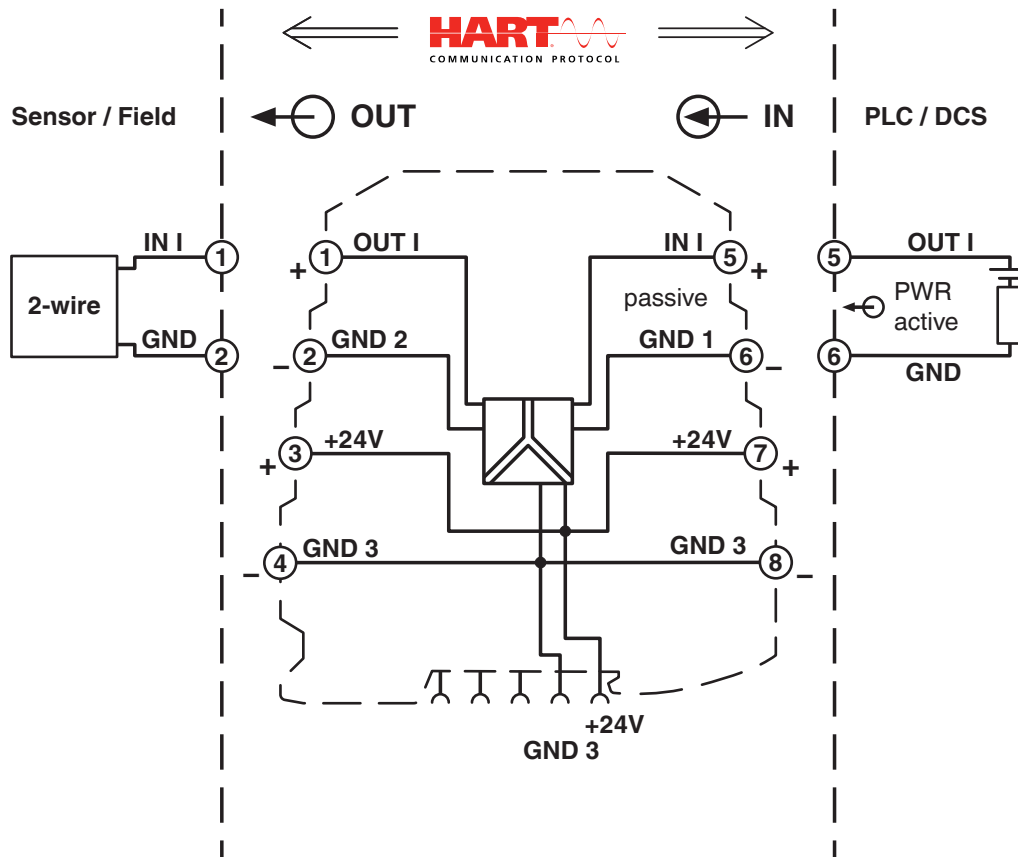 HART
COMMUNICATION PROTOCOL
Sensor / Field
OUT
IN
PLC / DCS
IN I
1
1
OUT I
IN I
5
5
OUT I
+
+
2-wire
passive
PWR
active
GND
2
2
GND 2
GND 1
6
6
GND
–
–
3
+24V
+24V
7
+
+
4
GND 3
GND 3
8
–
–
+24V
GND 3